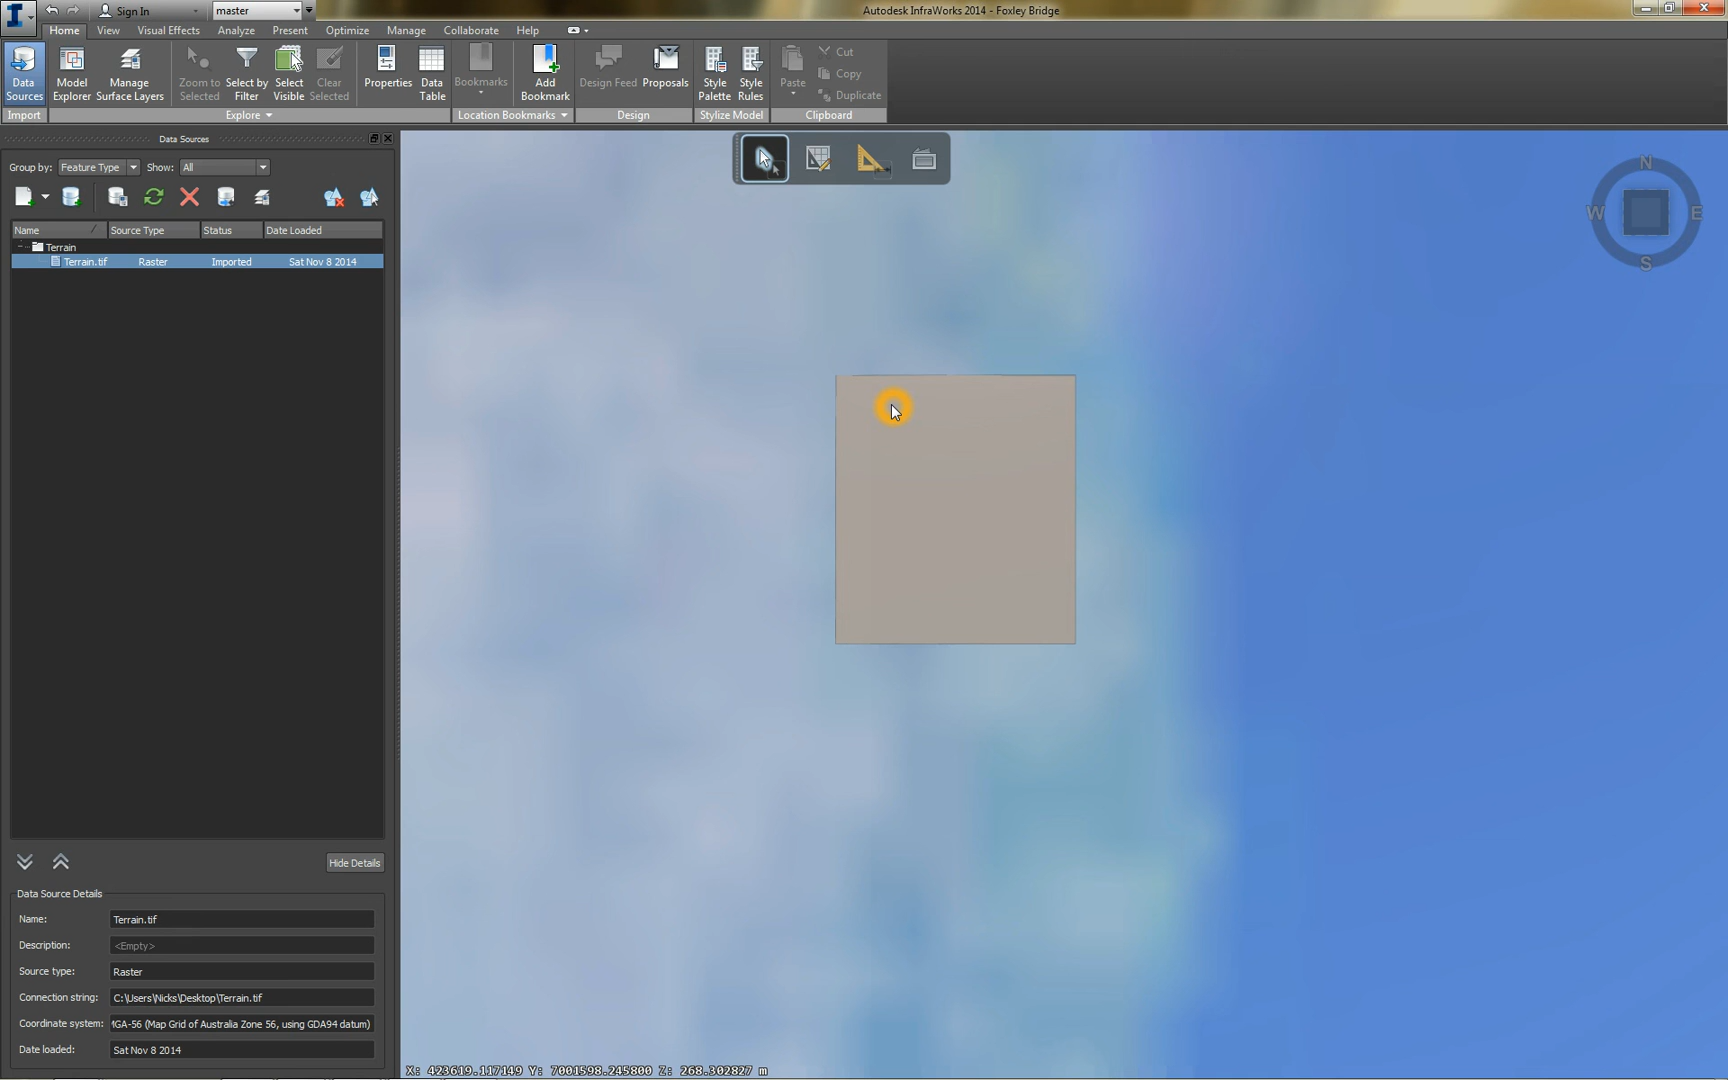 Sign In master Autodesk InfraWorks 2014 - Foxley Bridge
Home View Visual Effects Analyze Present Optimize Manage Collaborate Help
Data Sources
Model Explorer
Manage Surface Layers
Zoom to Selected
Select by Filter
Select Visible
Clear Selected
Properties
Data Table
Bookmarks
Add Bookmark
Design Feed
Proposals
Style Palette
Style Rules
Paste
Cut
Copy
Duplicate
Import Explore Location Bookmarks Design Stylize Model Clipboard
Data Sources
Group by: Feature Type Show: All
Name Source Type Status Date Loaded
Terrain
Terrain.tif Raster Imported Sat Nov 8 2014
N
W E
S
Hide Details
Data Source Details
Name: Terrain.tif
Description: <Empty>
Source type: Raster
Connection string: C:\Users\Nicks\Desktop\Terrain.tif
Coordinate system: MGA-56 (Map Grid of Australia Zone 56, using GDA94 datum)
Date loaded: Sat Nov 8 2014
X: 423619.117149 Y: 7001598.245800 Z: 268.302827 m